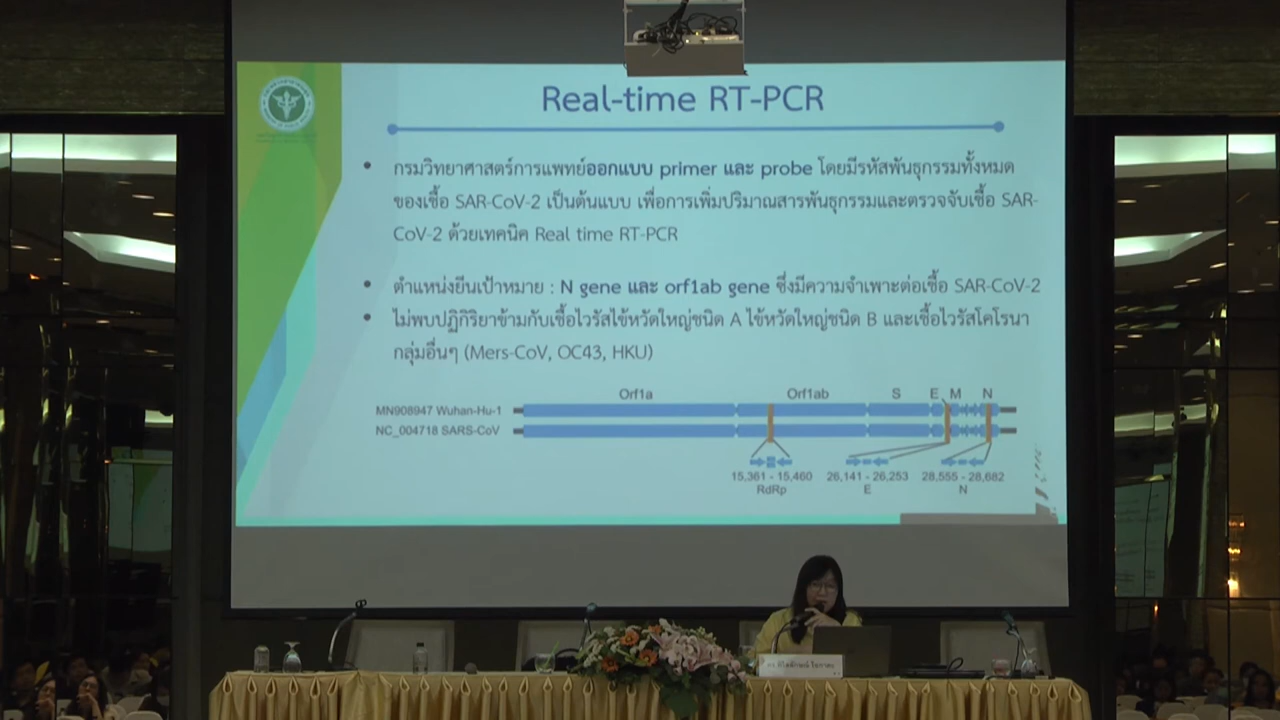 Real-time RT-PCR
• กรมวิทยาศาสตร์การแพทย์ออกแบบ primer และ probe โดยมีรหัสพันธุกรรมทั้งหมด
ของเชื้อ SAR-CoV-2 เป็นต้นแบบ เพื่อการเพิ่มปริมาณสารพันธุกรรมและตรวจจับเชื้อ SAR-
CoV-2 ด้วยเทคนิค Real time RT-PCR
• ตำแหน่งยีนเป้าหมาย : N gene และ orf1ab gene ซึ่งมีความจำเพาะต่อเชื้อ SAR-CoV-2
• ไม่พบปฏิกิริยาข้ามกับเชื้อไวรัสไข้หวัดใหญ่ชนิด A ไข้หวัดใหญ่ชนิด B และเชื้อไวรัสโคโรนา
กลุ่มอื่นๆ (Mers-CoV, OC43, HKU)
Orf1a Orf1ab S E M N
MN908947 Wuhan-Hu-1
NC_004718 SARS-CoV
15,361 - 15,460 26,141 - 26,253 28,555 - 28,682
RdRp E N